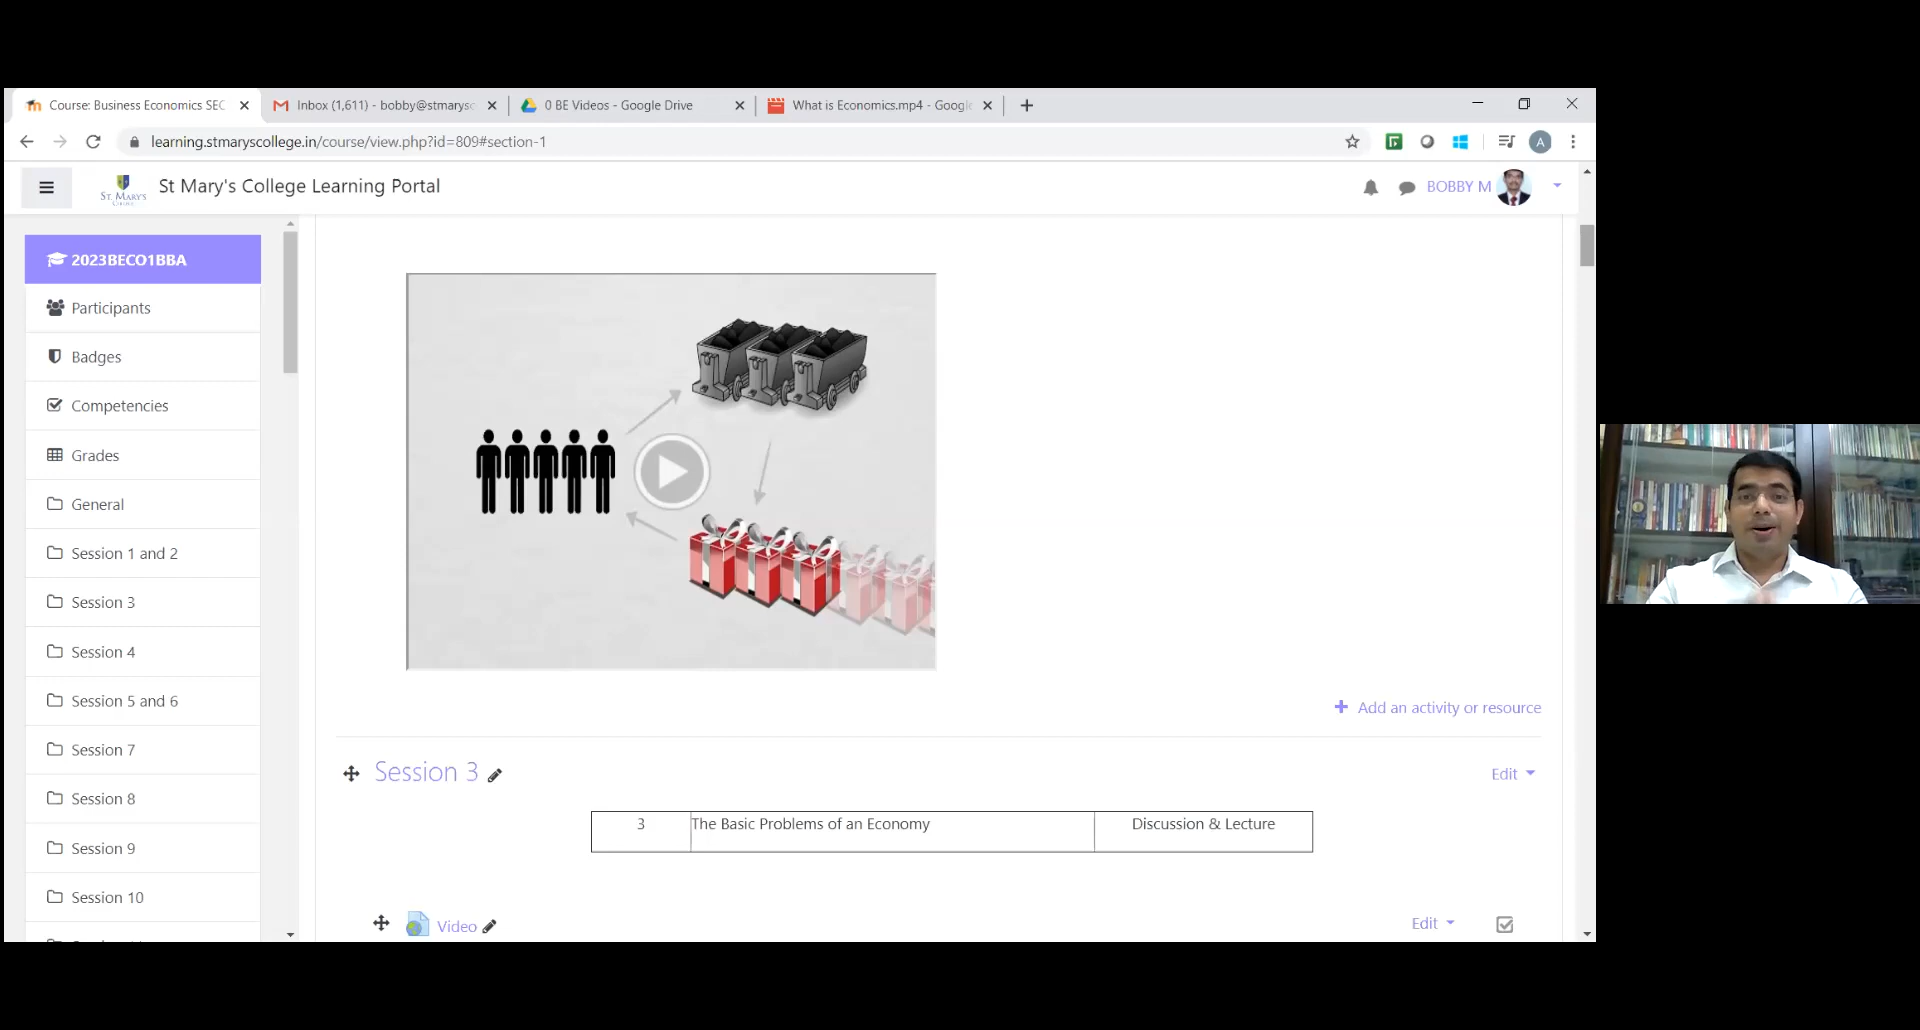 Course: Business Economics SEC
Inbox (1,611) - bobby@stmarysc
0 BE Videos - Google Drive
What is Economics.mp4 - Google
learning.stmaryscollege.in/course/view.php?id=809#section-1
A
ST. MARY'S
St Mary's College Learning Portal
BOBBY M
2023BECO1BBA
Participants
Badges
Competencies
Grades
General
Session 1 and 2
Session 3
Session 4
Session 5 and 6
Session 7
Session 8
Session 9
Session 10
Add an activity or resource
Session 3
Edit
3 The Basic Problems of an Economy Discussion & Lecture
Video
Edit